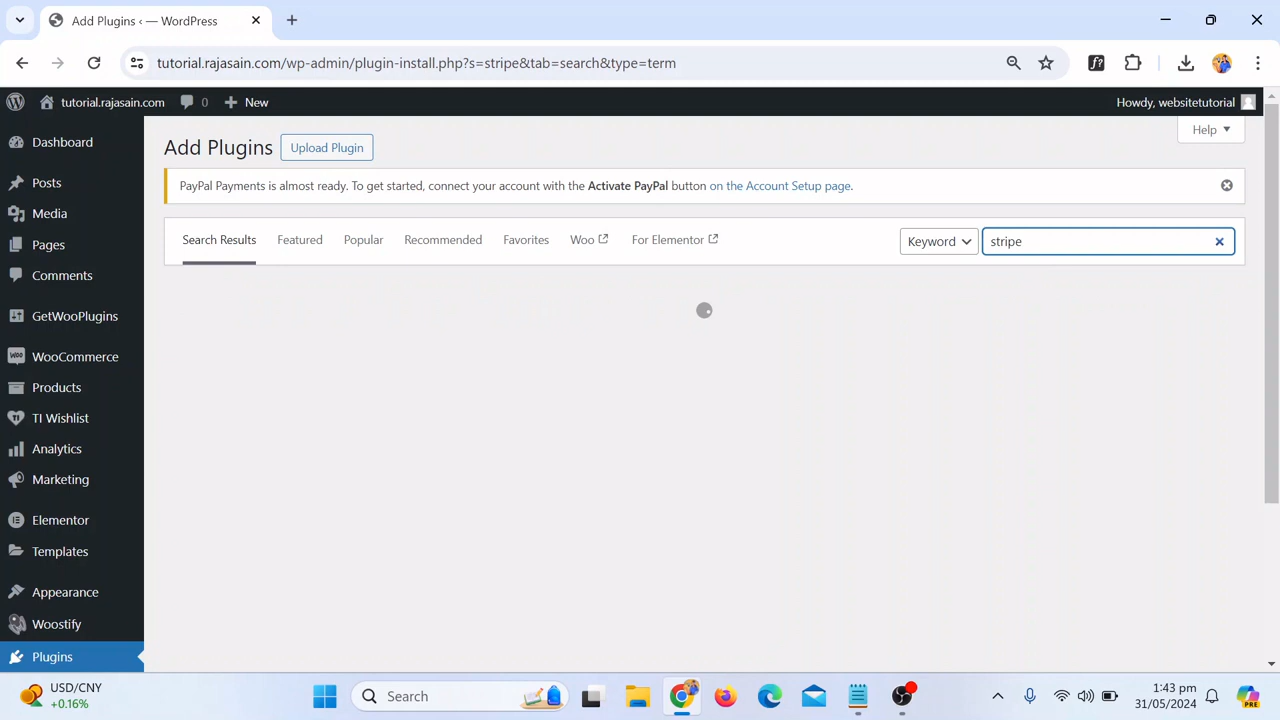 Add Plugins ‹ — WordPress
tutorial.rajasain.com/wp-admin/plugin-install.php?s=stripe&tab=search&type=term
tutorial.rajasain.com 0 New Howdy, websitetutorial
Help
Dashboard
Posts
Media
Pages
Comments
GetWooPlugins
WooCommerce
Products
TI Wishlist
Analytics
Marketing
Elementor
Templates
Appearance
Woostify
Plugins
Add Plugins Upload Plugin
PayPal Payments is almost ready. To get started, connect your account with the Activate PayPal button on the Account Setup page.
Search Results Featured Popular Recommended Favorites Woo For Elementor Keyword stripe
USD/CNY
+0.16%
Search
1:43 pm
31/05/2024
PRE